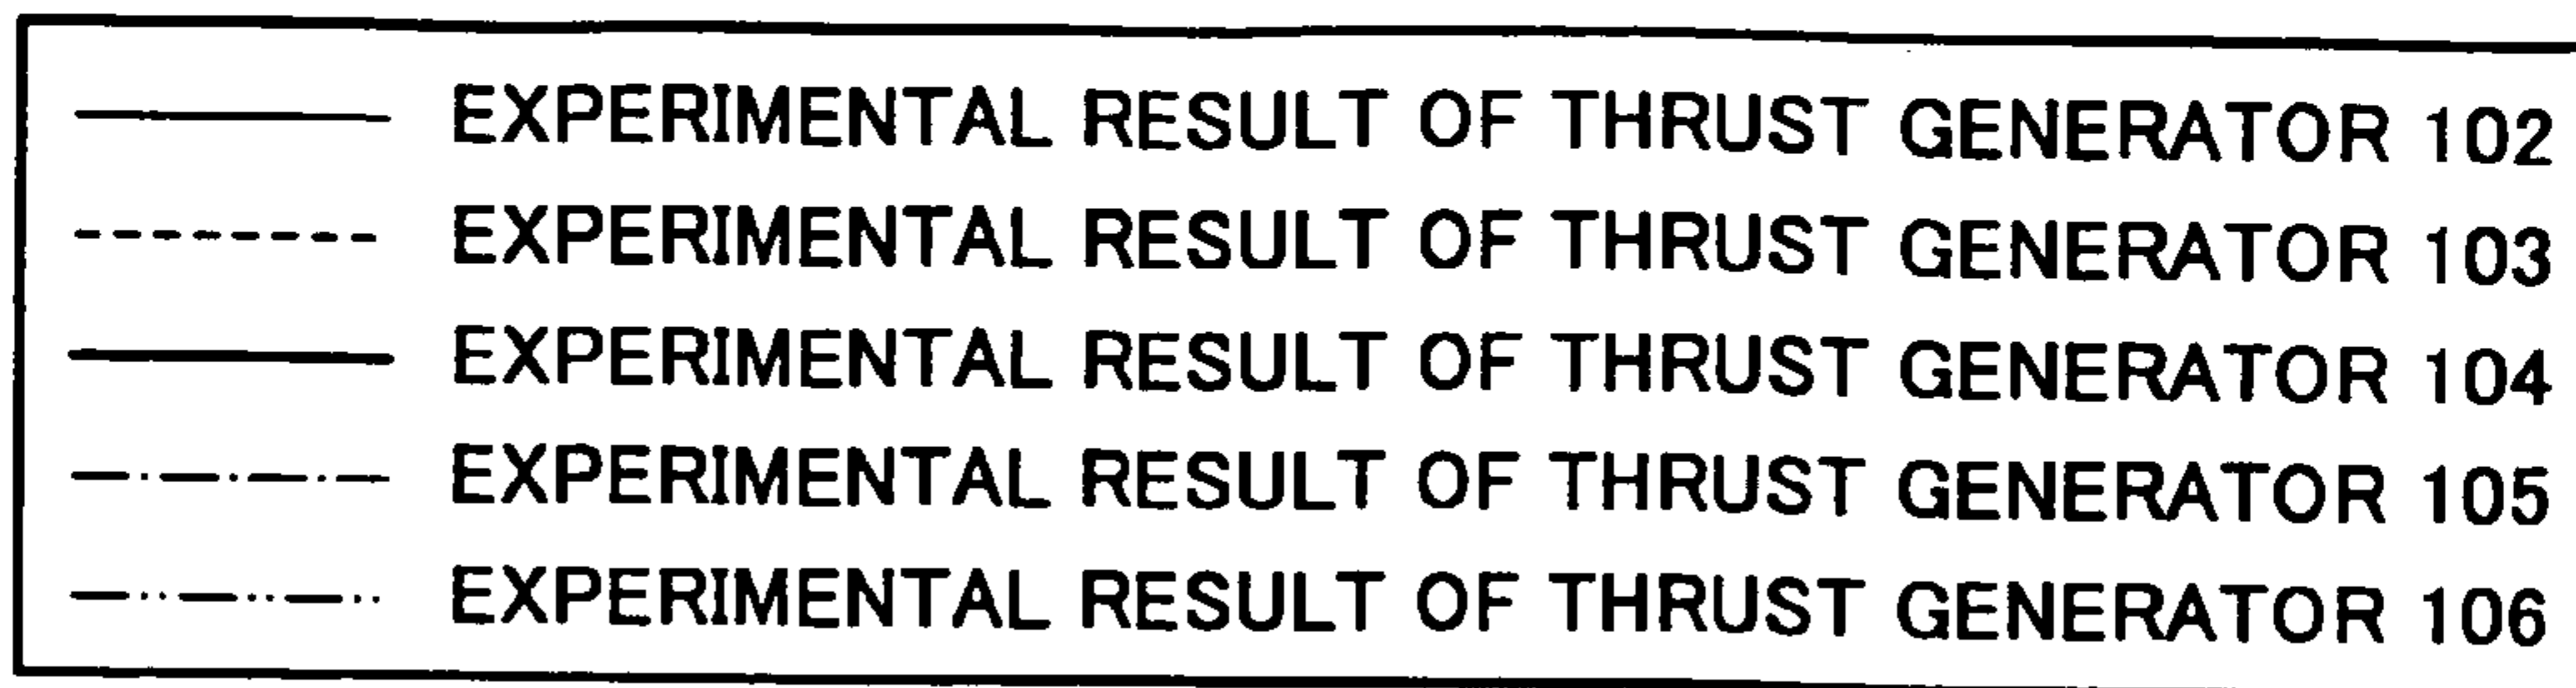 EXPERIMENTAL RESULT OF THRUST GENERATOR 102
EXPERIMENTAL RESULT OF THRUST GENERATOR 103
EXPERIMENTAL RESULT OF THRUST GENERATOR 104
EXPERIMENTAL RESULT OF THRUST GENERATOR 105
EXPERIMENTAL RESULT OF THRUST GENERATOR 106